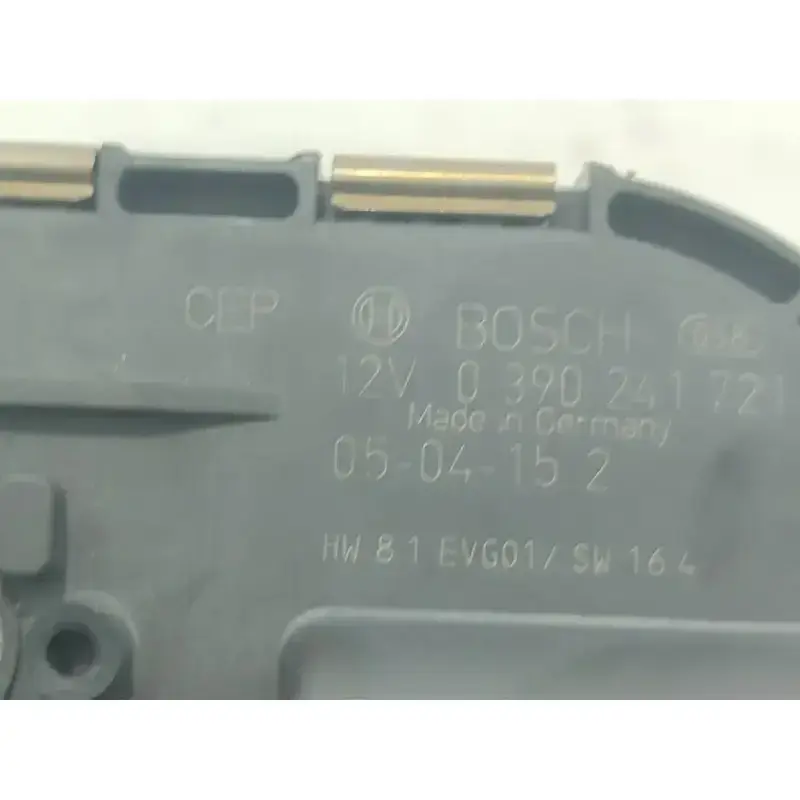 CEP BOSCH
12V 0 390 241 721
Made in Germany
05-04-15 2
HW 8 1 EVG01/ SW 16 4